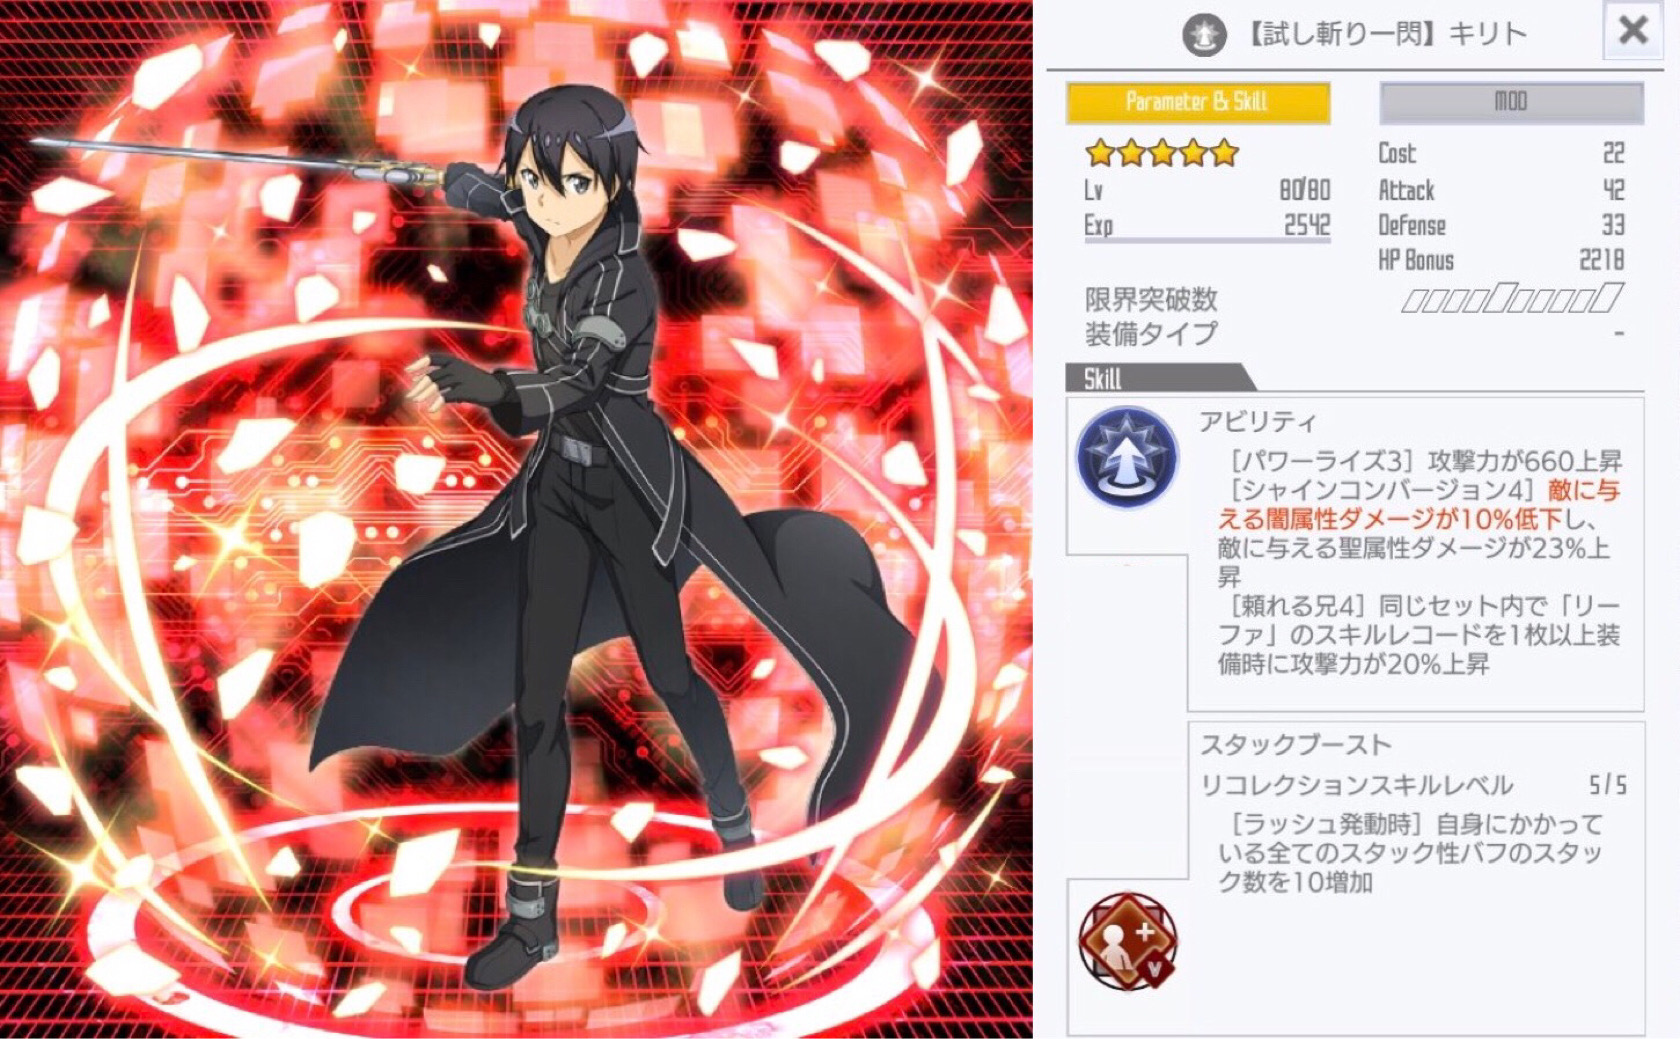 【試し斬り一閃】キリト
Parameter & Skill
MOD
Lv 80/80
Exp 2542
Cost 22
Attack 42
Defense 33
HP Bonus 2218
限界突破数
装備タイプ -
Skill
アビリティ
［パワーライズ3］攻撃力が660上昇
［シャインコンバージョン4］敵に与
える闇属性ダメージが10%低下し、
敵に与える聖属性ダメージが23%上
昇
［頼れる兄4］同じセット内で「リー
ファ」のスキルレコードを1枚以上装
備時に攻撃力が20%上昇
スタックブースト
リコレクションスキルレベル 5/5
［ラッシュ発動時］自身にかかって
いる全てのスタック性バフのスタッ
ク数を10増加
V